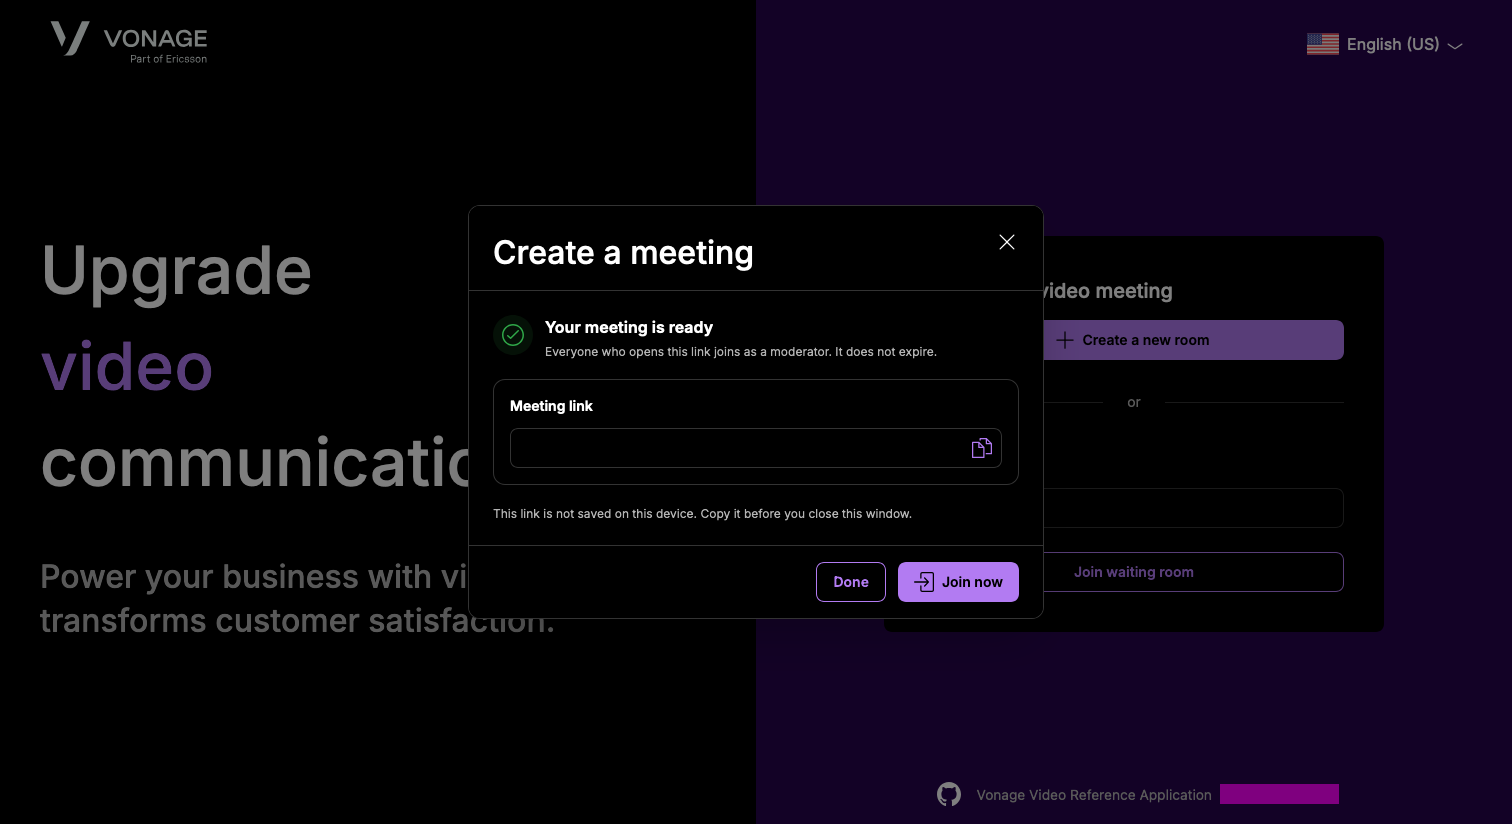 VONAGE
Part of Ericsson
English (US)
Upgrade
video
communicatio
Power your business with vi
transforms customer satisfaction.
Create a meeting
Your meeting is ready
Everyone who opens this link joins as a moderator. It does not expire.
Meeting link
This link is not saved on this device. Copy it before you close this window.
Done
Join now
video meeting
Create a new room
or
Join waiting room
Vonage Video Reference Application